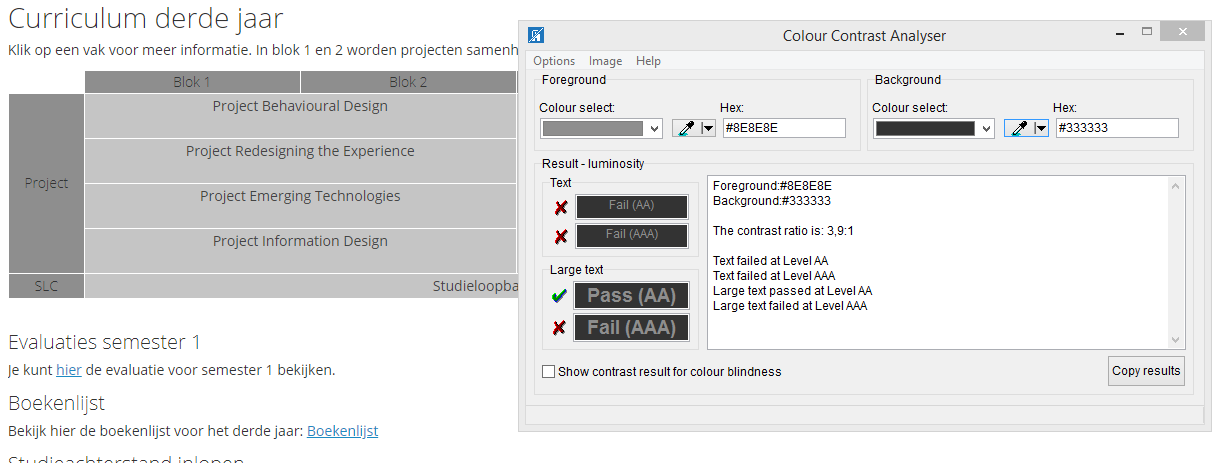 Curriculum derde jaar
Klik op een vak voor meer informatie. In blok 1 en 2 worden projecten samenh
Blok 1 Blok 2
Project Behavioural Design
Project Redesigning the Experience
Project
Project Emerging Technologies
Project Information Design
SLC Studieloopba
Evaluaties semester 1
Je kunt hier de evaluatie voor semester 1 bekijken.
Boekenlijst
Bekijk hier de boekenlijst voor het derde jaar: Boekenlijst
Studieachterstand inlopen
Colour Contrast Analyser
Options Image Help
Foreground
Colour select: Hex:
#8E8E8E
Background
Colour select: Hex:
#333333
Result - luminosity
Text
Fail (AA)
Fail (AAA)
Large text
Pass (AA)
Fail (AAA)
Foreground:#8E8E8E
Background:#333333
The contrast ratio is: 3,9:1
Text failed at Level AA
Text failed at Level AAA
Large text passed at Level AA
Large text failed at Level AAA
Show contrast result for colour blindness
Copy results